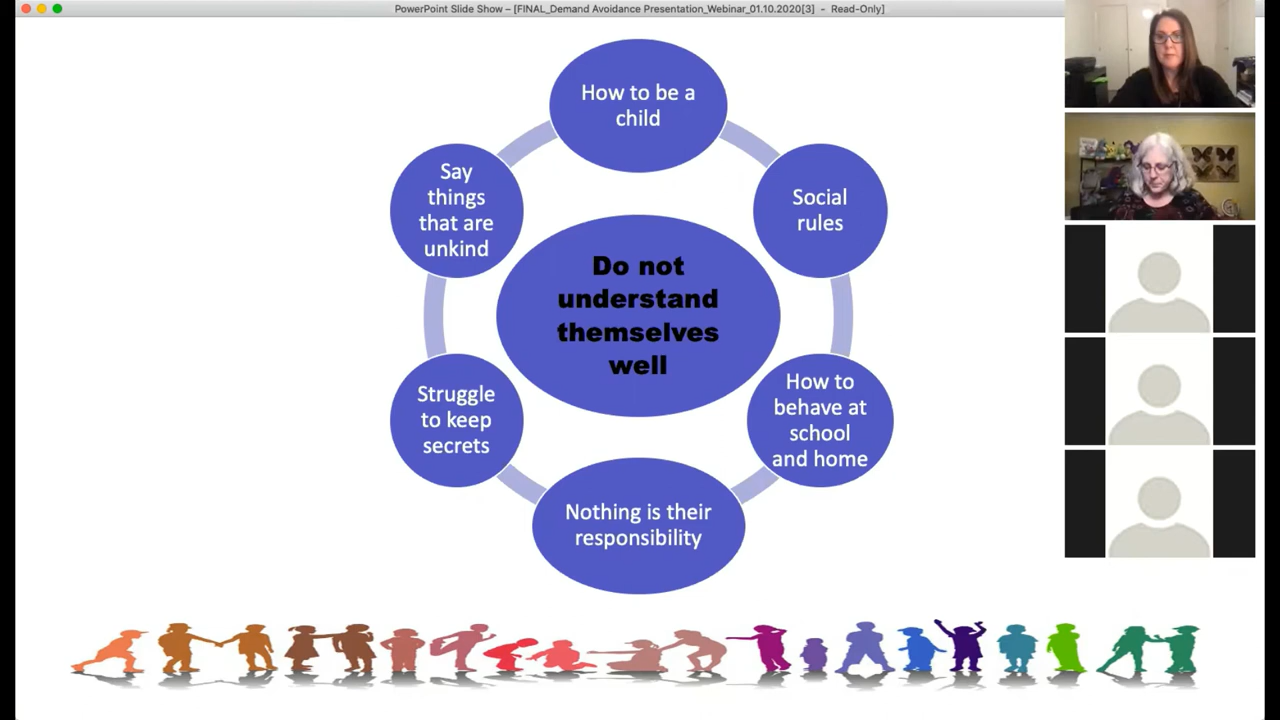 PowerPoint Slide Show – [FINAL_Demand Avoidance Presentation_Webinar_01.10.2020[3] - Read-Only]
How to be a
child
Social
rules
How to
behave at
school
and home
Nothing is their
responsibility
Struggle
to keep
secrets
Say
things
that are
unkind
Do not
understand
themselves
well